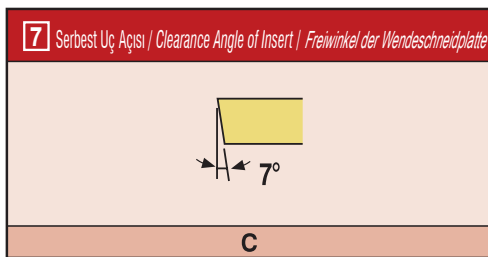 7 Serbest Uç Açısı / Clearance Angle of Insert / Freiwinkel der Wendeschneidplatte
7°
C